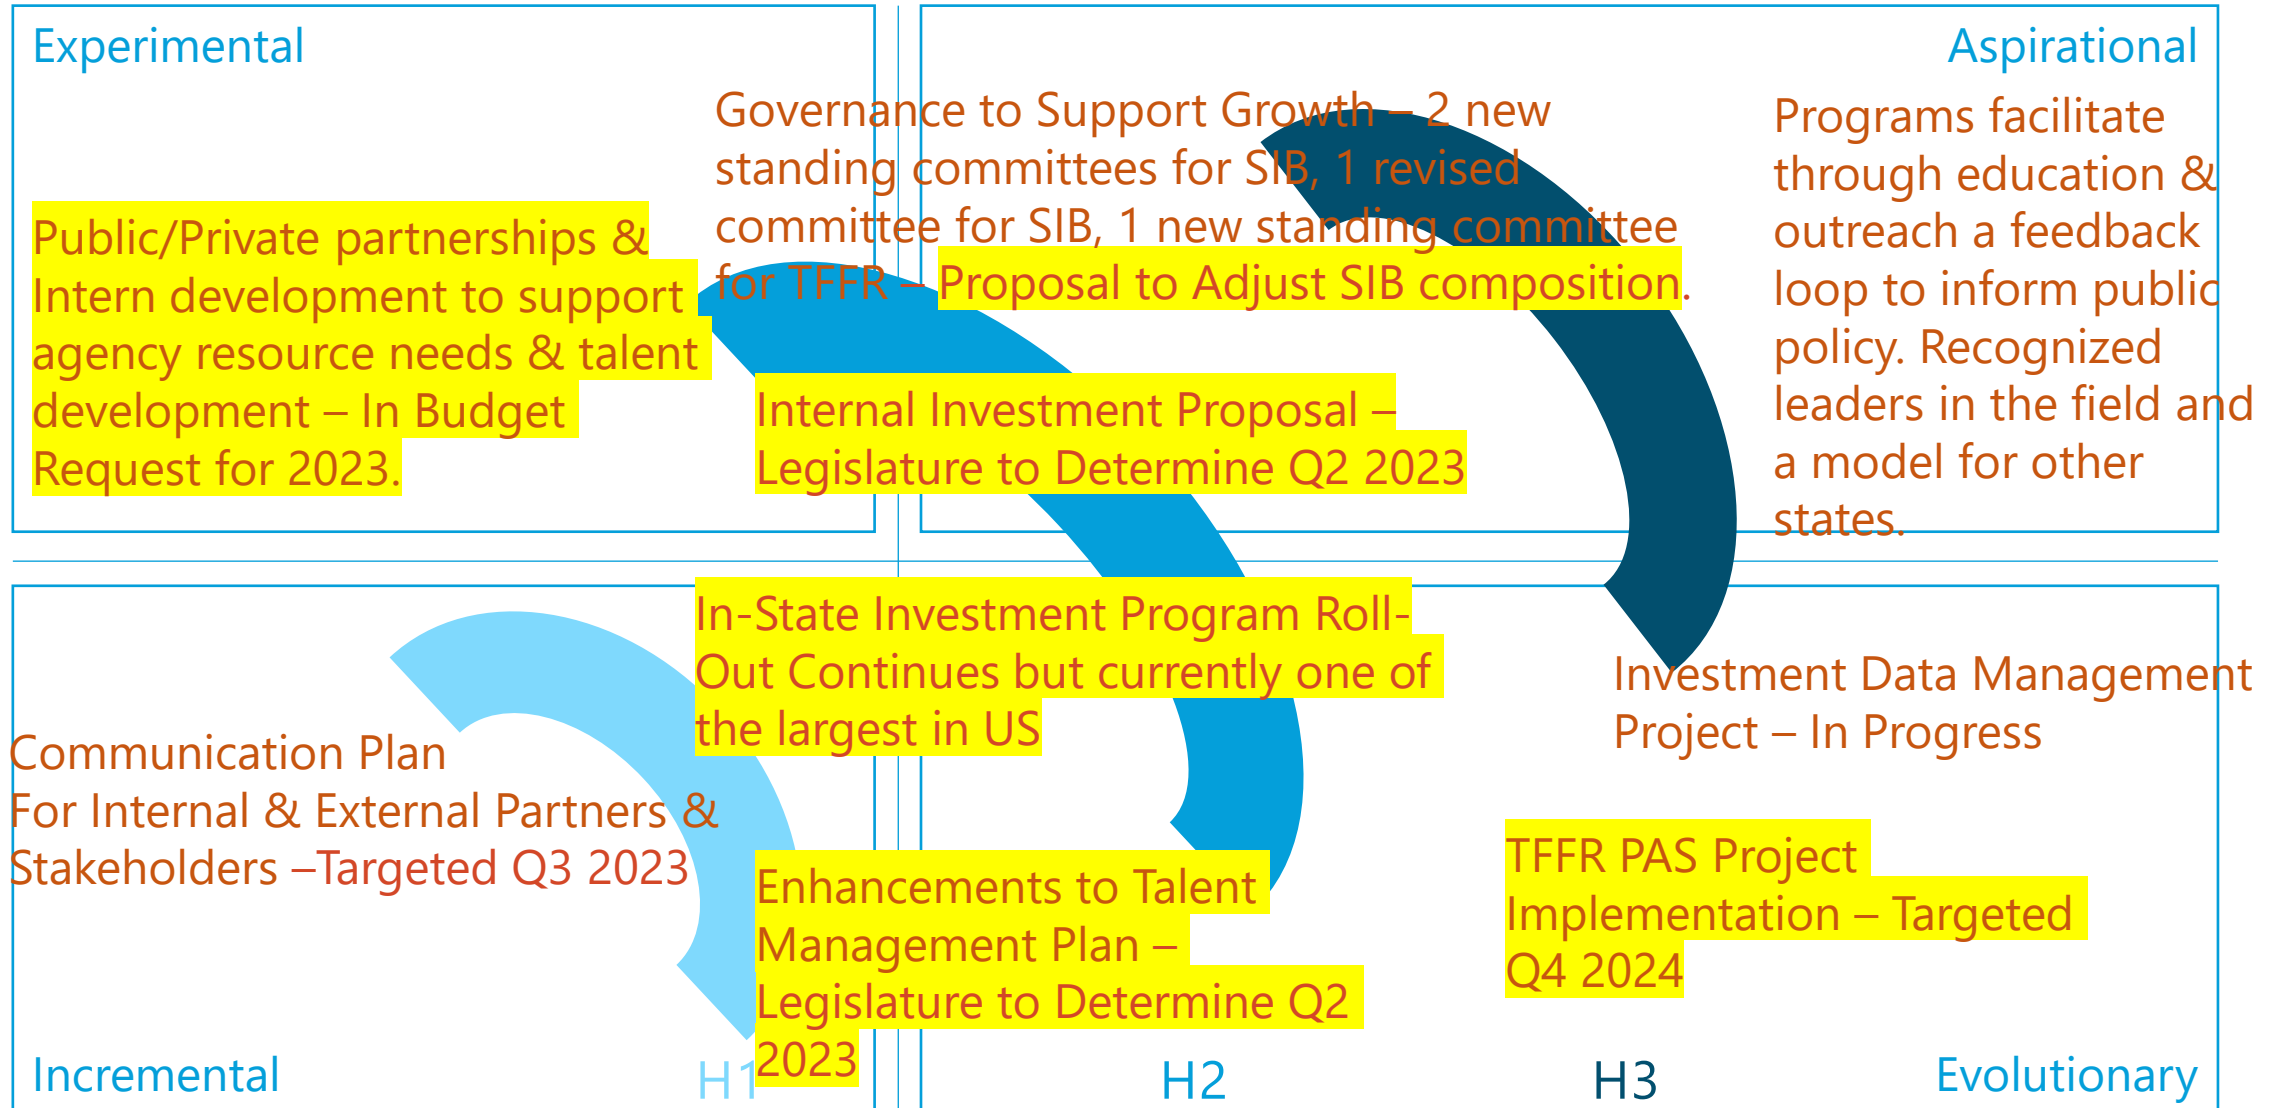 Experimental
Aspirational
Governance to Support Growth – 2 new
standing committees for SIB, 1 revised
committee for SIB, 1 new standing committee
for TFFR – Proposal to Adjust SIB composition.
Programs facilitate
through education &
outreach a feedback
loop to inform public
policy. Recognized
leaders in the field and
a model for other
states.
Public/Private partnerships &
Intern development to support
agency resource needs & talent
development – In Budget
Request for 2023.
Internal Investment Proposal –
Legislature to Determine Q2 2023
In-State Investment Program Roll-
Out Continues but currently one of
the largest in US
Investment Data Management
Project – In Progress
Communication Plan
For Internal & External Partners &
Stakeholders –Targeted Q3 2023
Enhancements to Talent
Management Plan –
Legislature to Determine Q2
2023
TFFR PAS Project
Implementation – Targeted
Q4 2024
Incremental
H1
H2
H3
Evolutionary